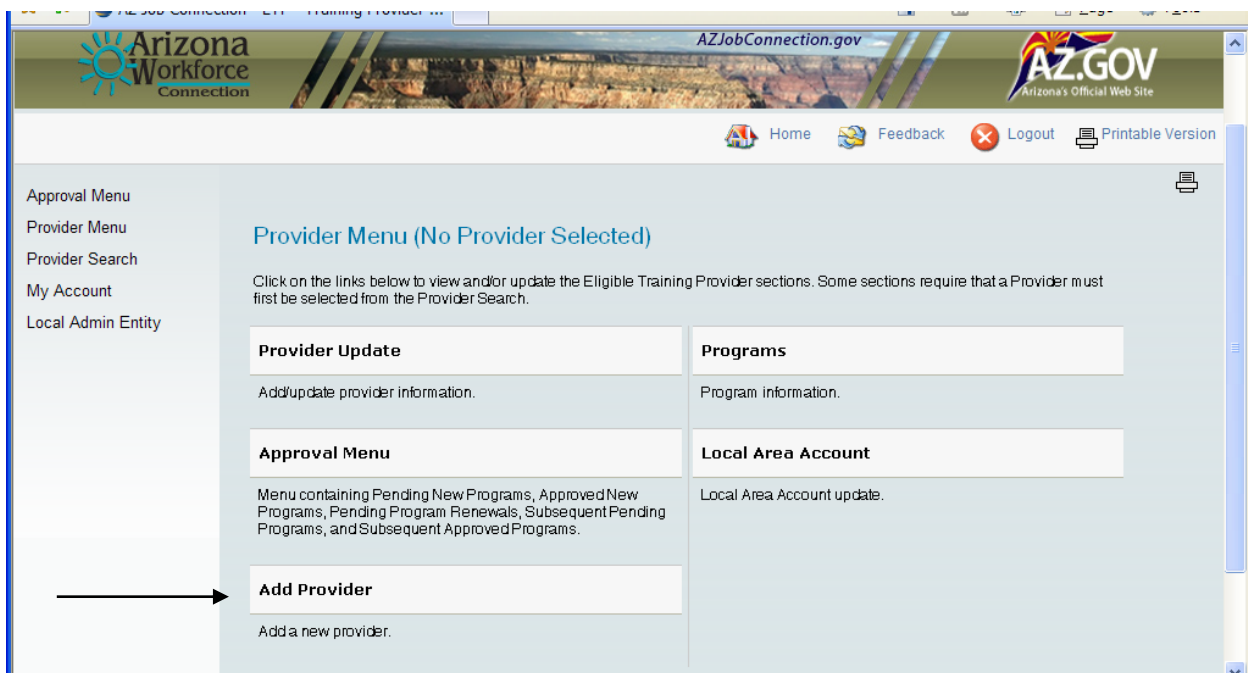 Arizona
Workforce
Connection
AZJobConnection.gov
AZ.GOV
Arizona's Official Web Site
Home Feedback Logout Printable Version
Approval Menu
Provider Menu
Provider Search
My Account
Local Admin Entity
Provider Menu (No Provider Selected)
Click on the links below to view and/or update the Eligible Training Provider sections. Some sections require that a Provider must
first be selected from the Provider Search.
Provider Update
Add/update provider information.
Programs
Program information.
Approval Menu
Menu containing Pending New Programs, Approved New
Programs, Pending Program Renewals, Subsequent Pending
Programs, and Subsequent Approved Programs.
Local Area Account
Local Area Account update.
Add Provider
Add a new provider.